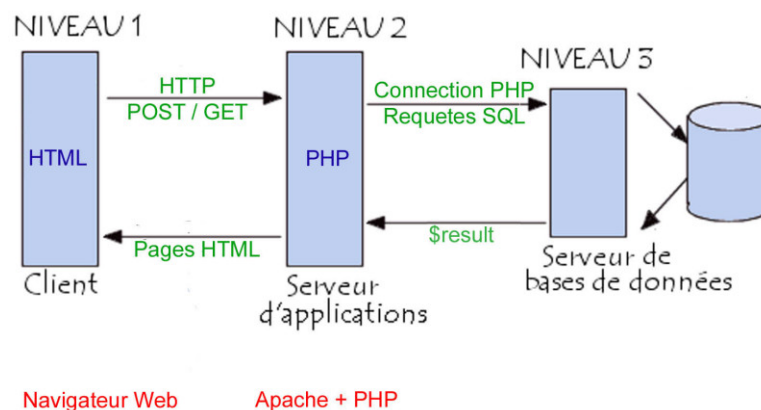 NIVEAU 1
NIVEAU 2
NIVEAU 3
HTTP
POST / GET
Connection PHP
Requetes SQL
HTML
PHP
Pages HTML
$result
Client
Serveur
d'applications
Serveur de
bases de données
Navigateur Web
Apache + PHP